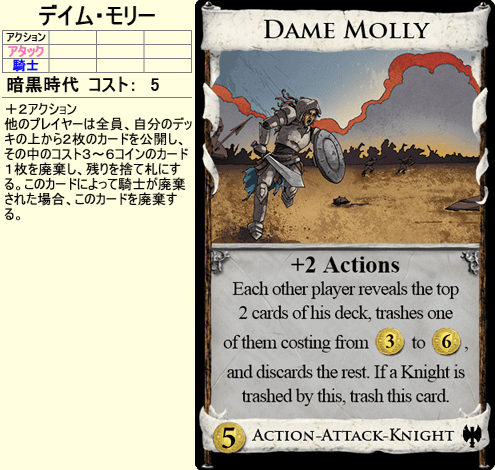 デイム・モリー
アクション
アタック
騎士
暗黒時代 コスト： 5
＋２アクション
他のプレイヤーは全員、自分のデッ
キの上から２枚のカードを公開し、
その中のコスト３～６コインのカード
１枚を廃棄し、残りを捨て札にす
る。このカードによって騎士が廃棄
された場合、このカードを廃棄す
る。
DAME MOLLY
+2 Actions
Each other player reveals the top
2 cards of his deck, trashes one
of them costing from 3 to 6,
and discards the rest. If a Knight is
trashed by this, trash this card.
5 ACTION-ATTACK-KNIGHT